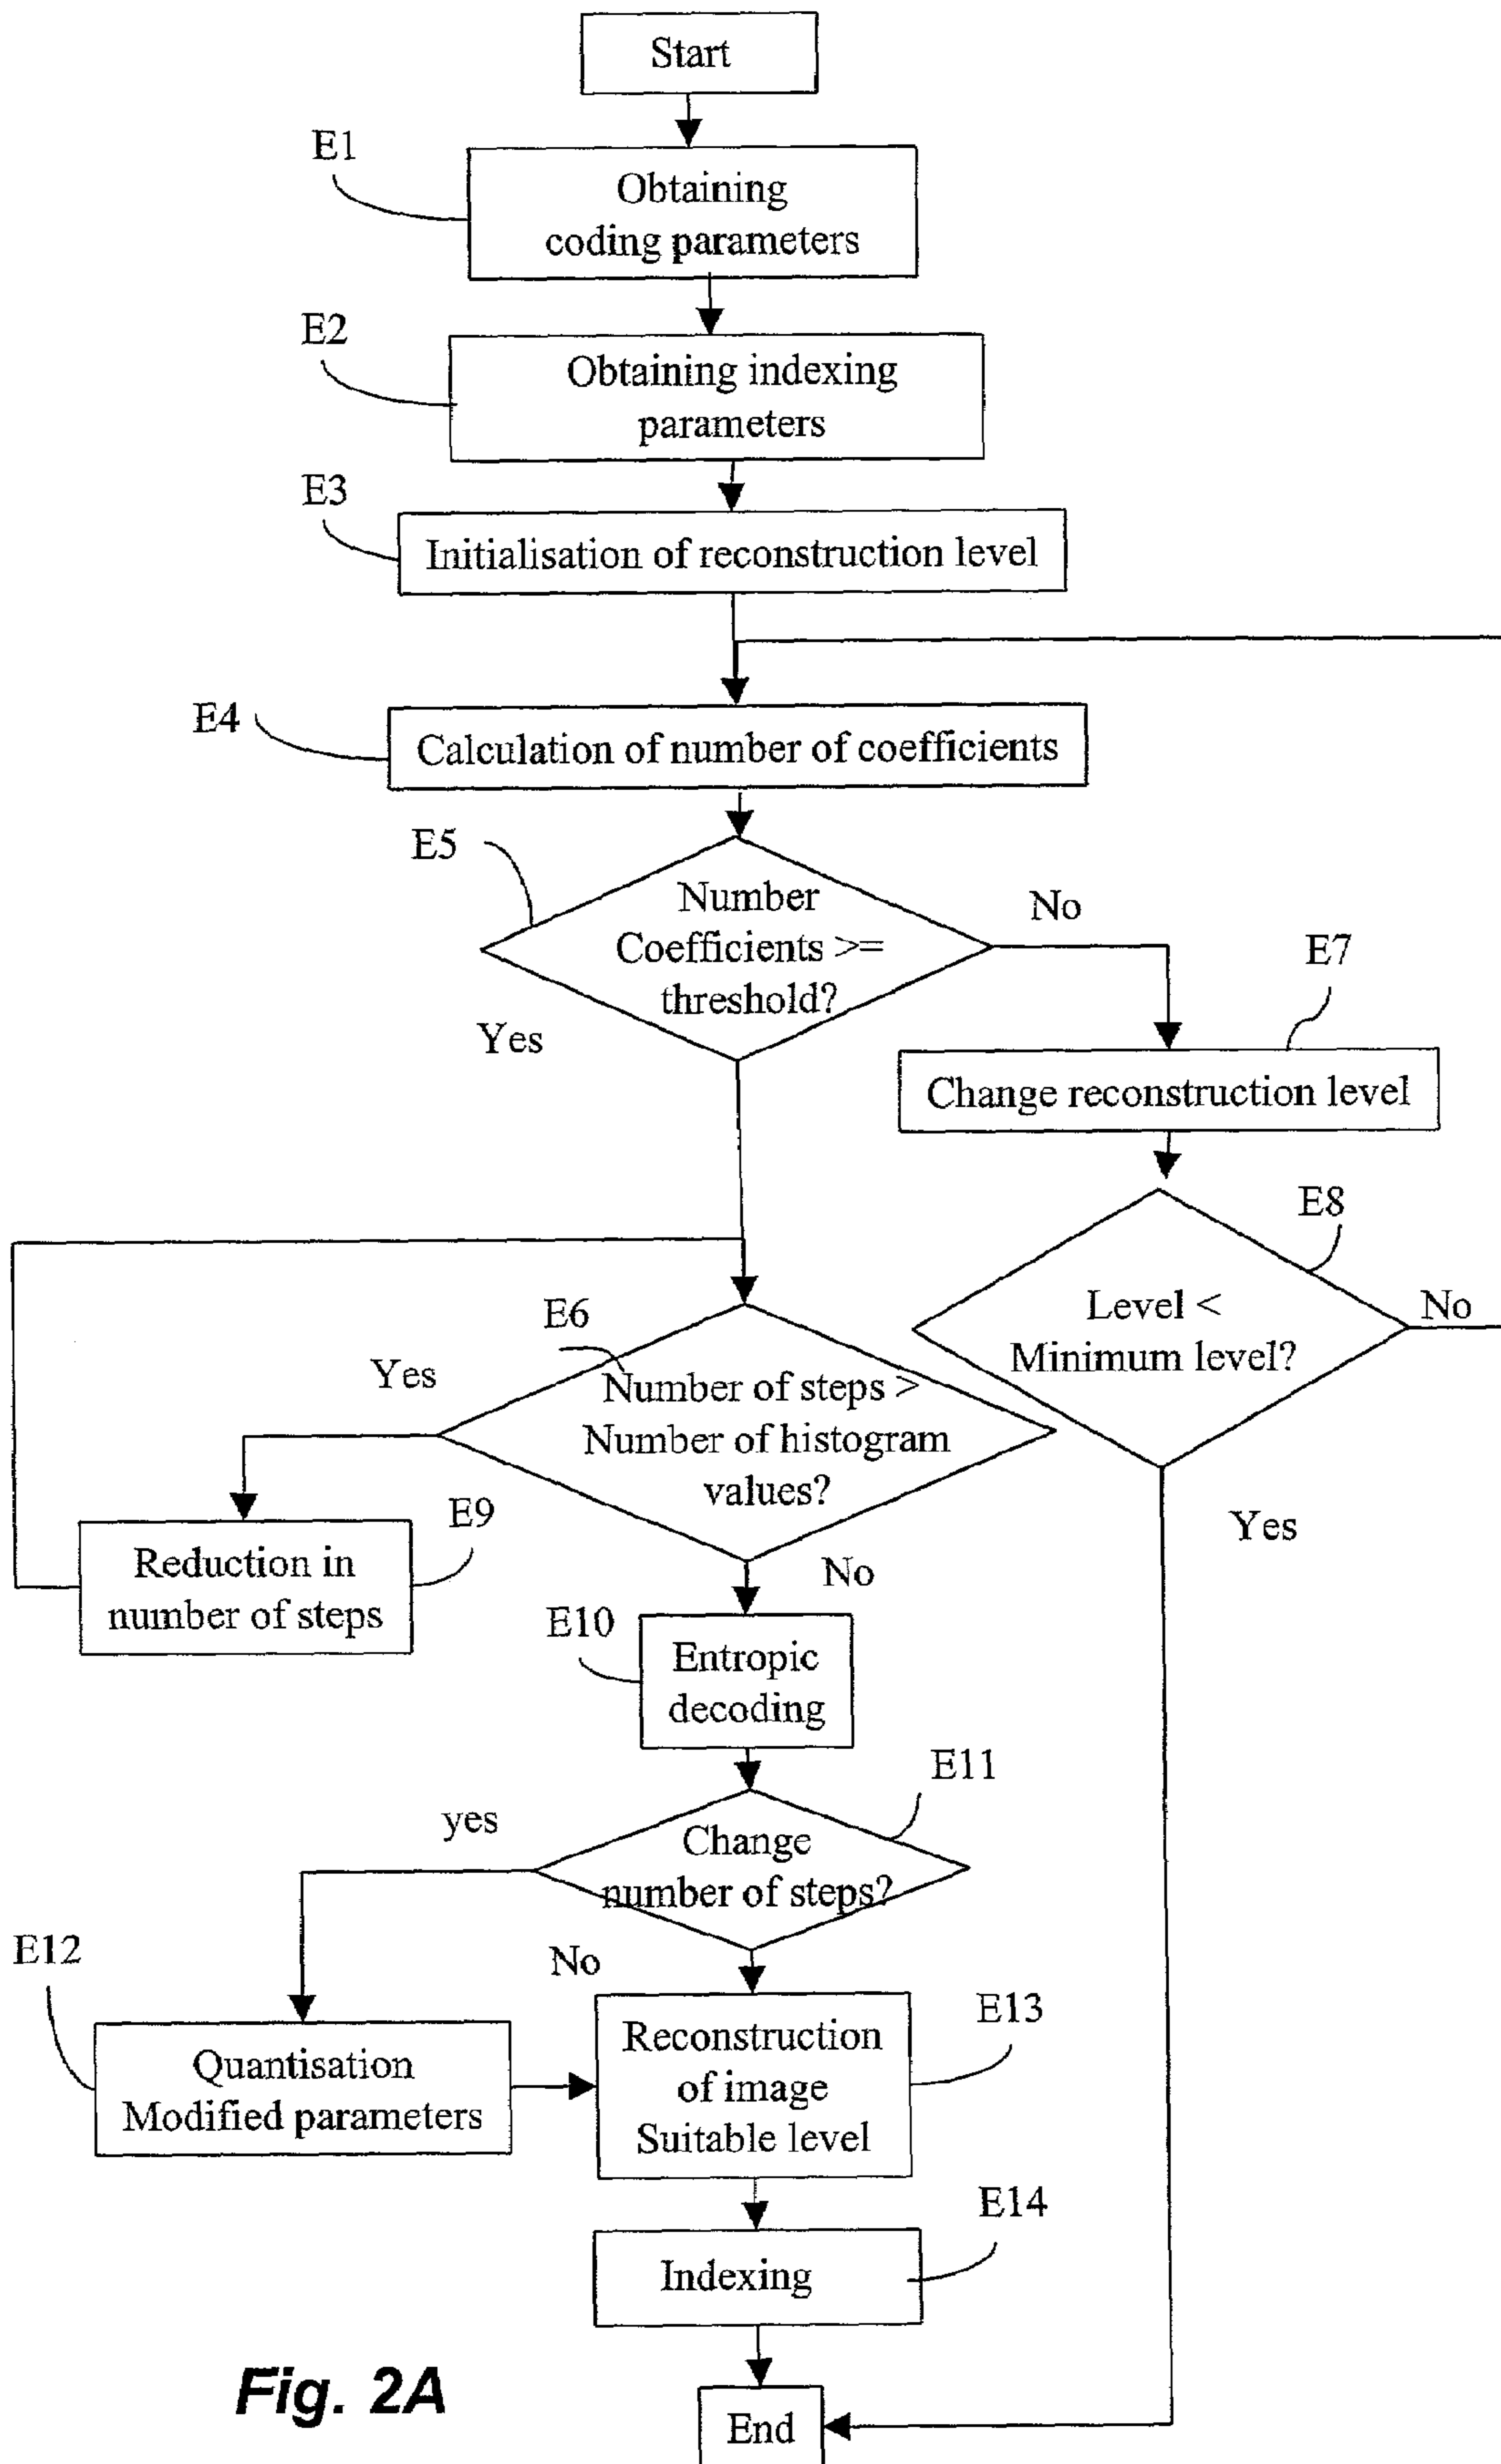 Start
E1
Obtaining
coding parameters
E2
Obtaining indexing
parameters
E3
Initialisation of reconstruction level
E4
Calculation of number of coefficients
E5
Number
Coefficients >=
threshold?
No
Yes
E7
Change reconstruction level
E8
Level <
Minimum level?
No
Yes
E6
Number of steps >
Number of histogram
values?
Yes
No
E9
Reduction in
number of steps
E10
Entropic
decoding
E11
Change
number of steps?
yes
No
E12
Quantisation
Modified parameters
E13
Reconstruction
of image
Suitable level
E14
Indexing
End
Fig. 2A